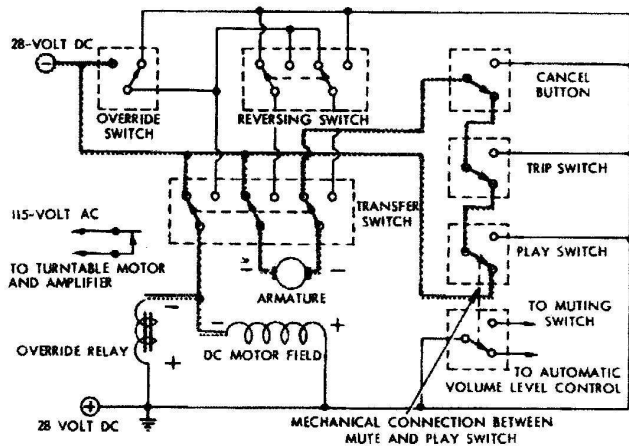 28-VOLT DC
OVERRIDE
SWITCH
REVERSING SWITCH
CANCEL
BUTTON
TRIP SWITCH
TRANSFER
SWITCH
PLAY SWITCH
115-VOLT AC
TO TURNTABLE MOTOR
AND AMPLIFIER
ARMATURE
TO MUTING
SWITCH
OVERRIDE RELAY
DC MOTOR FIELD
TO AUTOMATIC
VOLUME LEVEL CONTROL
28 VOLT DC
MECHANICAL CONNECTION BETWEEN
MUTE AND PLAY SWITCH